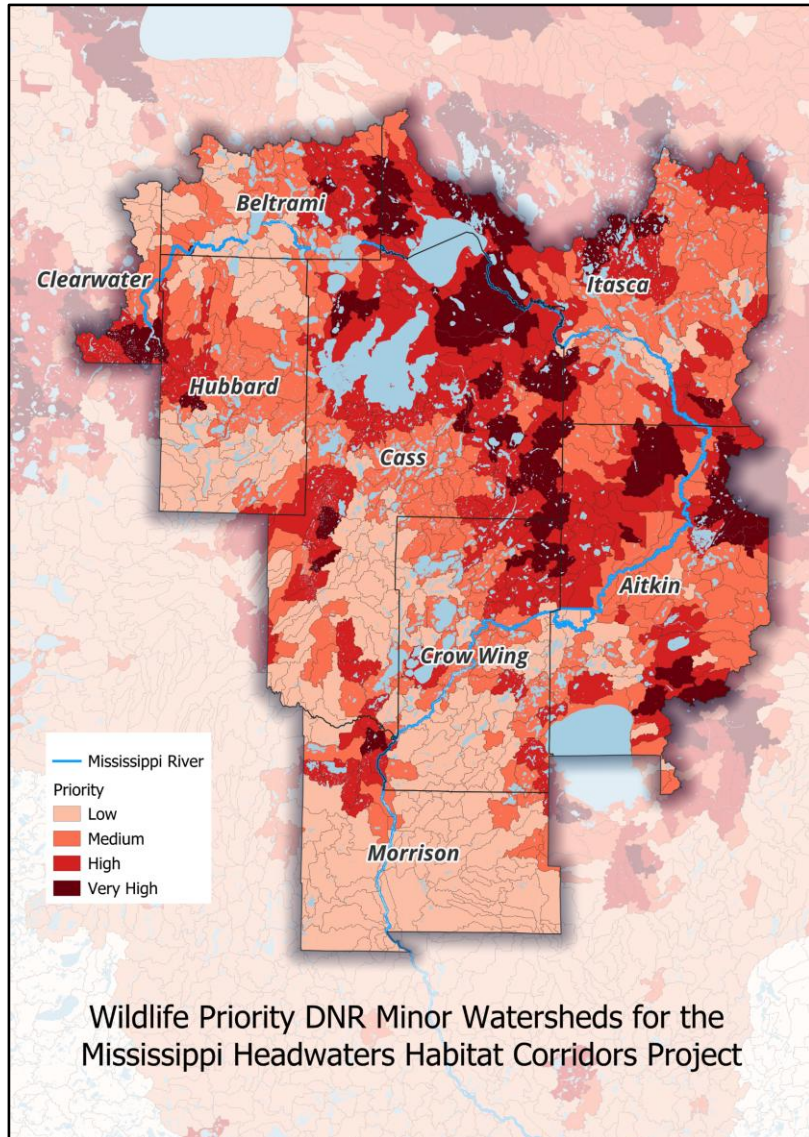 Beltrami
Clearwater
Itasca
Hubbard
Cass
Aitkin
Crow Wing
Mississippi River
Priority
Low
Medium
High
Very High
Morrison
Wildlife Priority DNR Minor Watersheds for the
Mississippi Headwaters Habitat Corridors Project